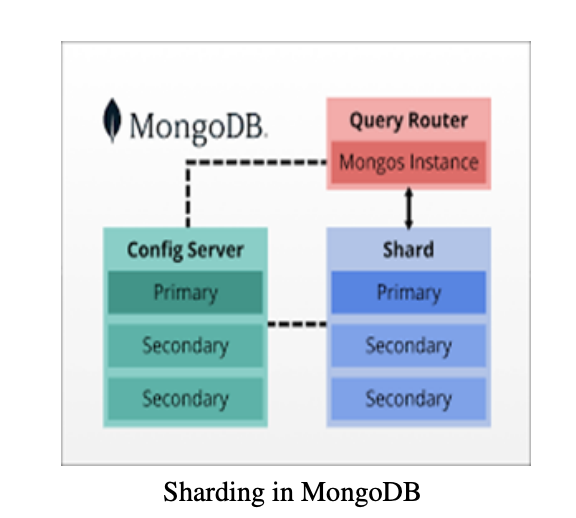 MongoDB.
Query Router
Mongos Instance
Config Server
Primary
Secondary
Secondary
Shard
Primary
Secondary
Secondary
Sharding in MongoDB